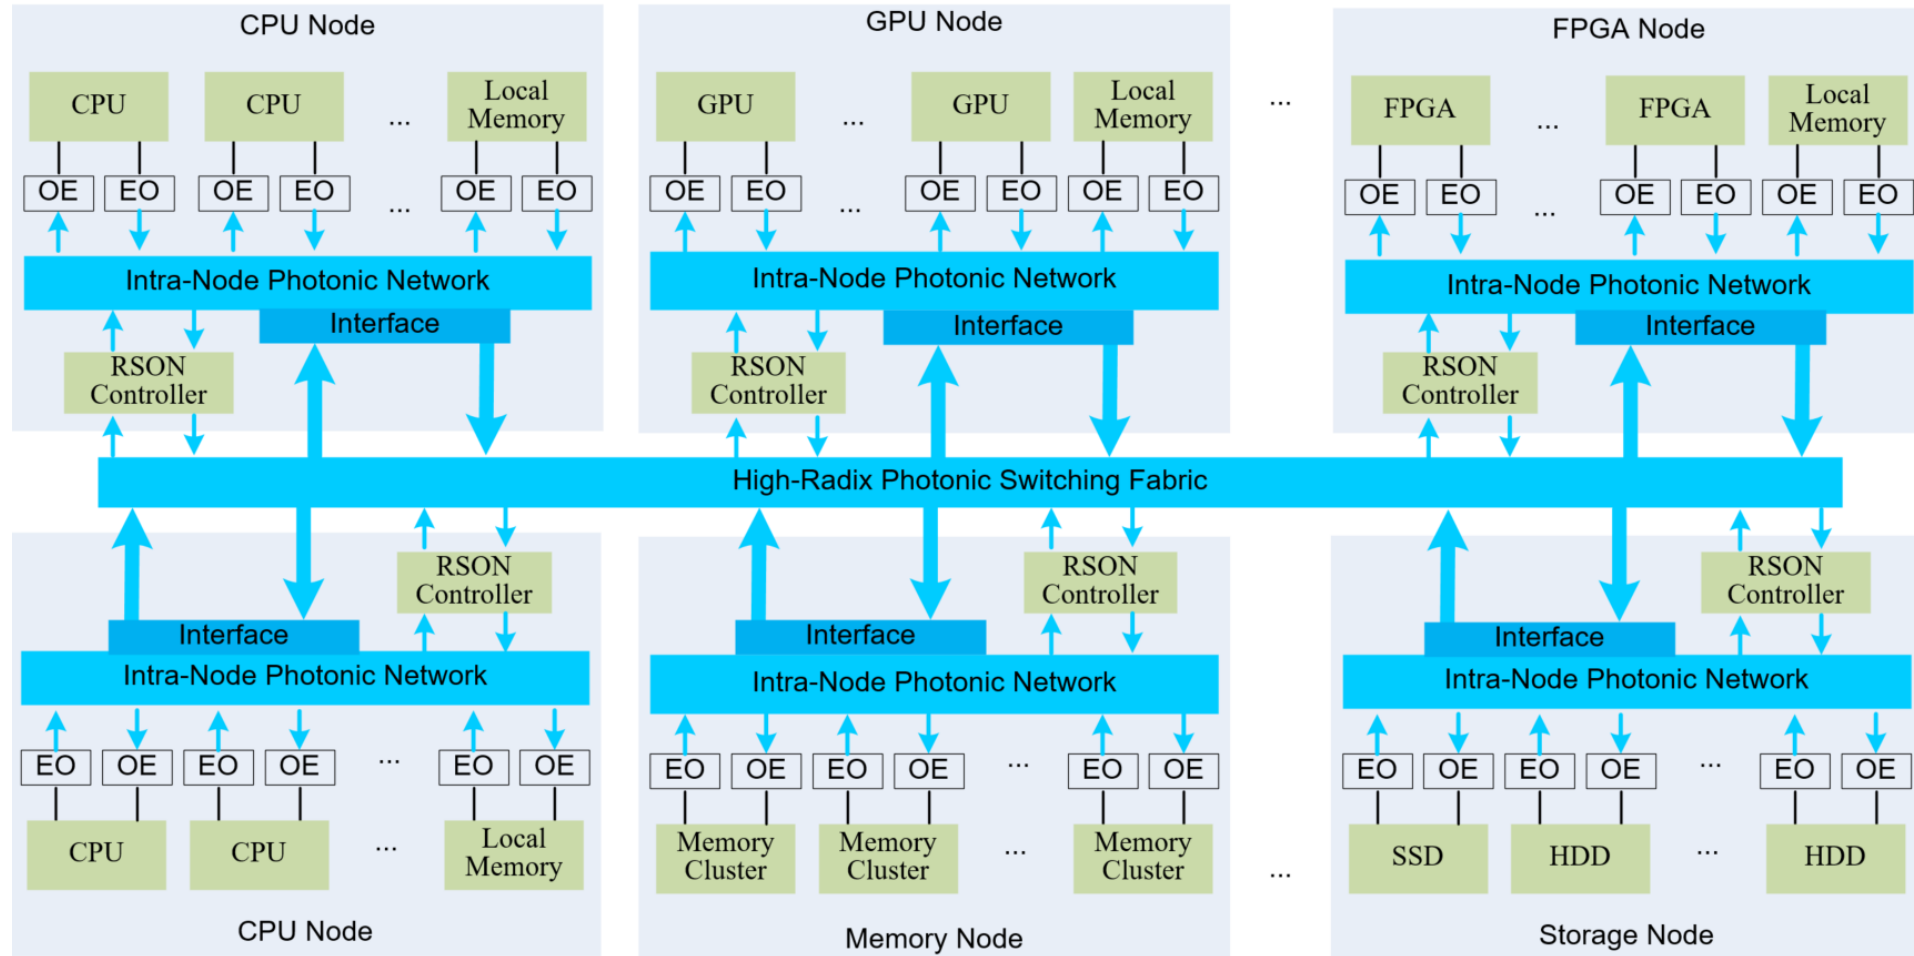 CPU Node
GPU Node
FPGA Node
CPU
CPU
...
Local
Memory
GPU
...
GPU
Local
Memory
...
FPGA
...
FPGA
Local
Memory
OE
EO
OE
EO
...
OE
EO
OE
EO
...
OE
EO
OE
EO
OE
EO
...
OE
EO
OE
EO
Intra-Node Photonic Network
Intra-Node Photonic Network
Intra-Node Photonic Network
Interface
Interface
Interface
RSON
Controller
RSON
Controller
RSON
Controller
High-Radix Photonic Switching Fabric
RSON
Controller
RSON
Controller
RSON
Controller
Interface
Interface
Interface
Intra-Node Photonic Network
Intra-Node Photonic Network
Intra-Node Photonic Network
EO
OE
EO
OE
...
EO
OE
EO
OE
EO
OE
...
EO
OE
EO
OE
EO
OE
...
EO
OE
CPU
CPU
...
Local
Memory
Memory
Cluster
Memory
Cluster
...
Memory
Cluster
...
SSD
HDD
...
HDD
CPU Node
Memory Node
Storage Node